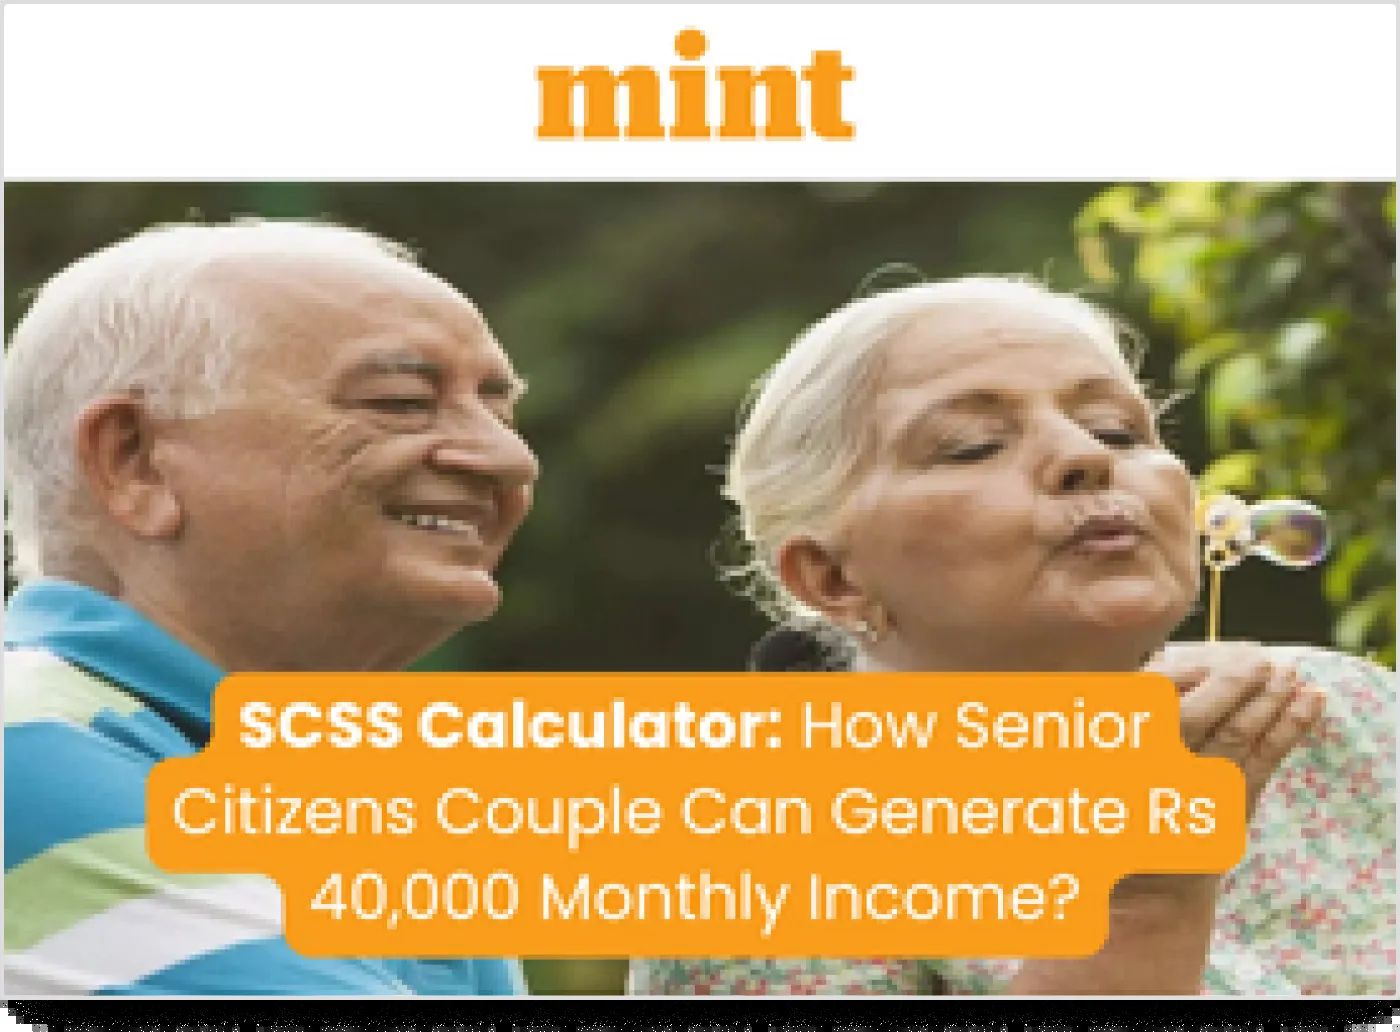 mint
SCSS Calculator: How Senior
Citizens Couple Can Generate Rs
40,000 Monthly Income?